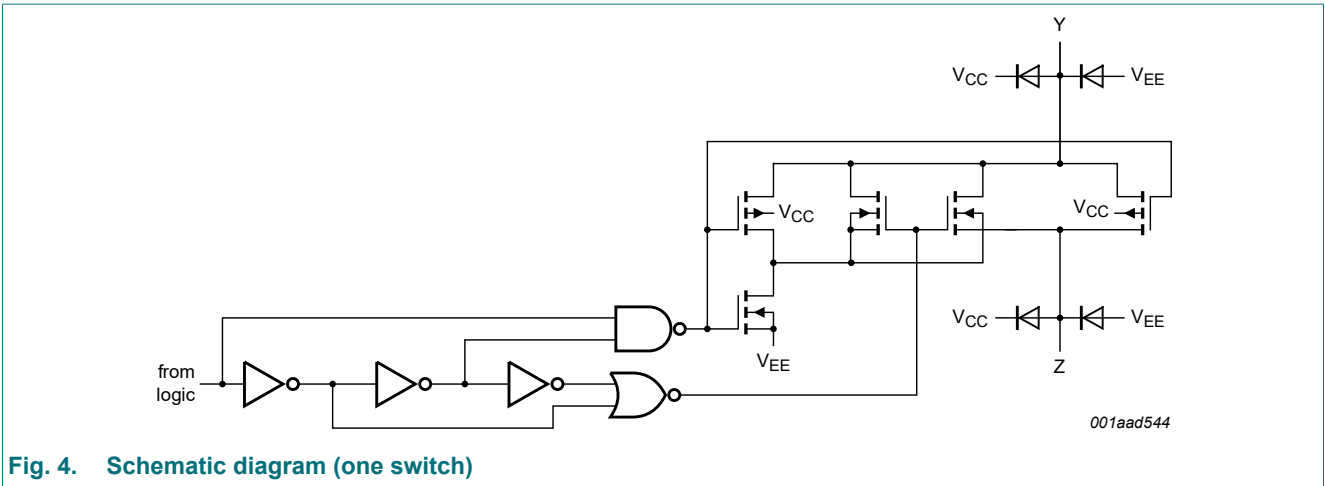 Y
VCC VEE
VCC VCC
VCC VEE
VEE
from
logic
Z
001aad544
Fig. 4. Schematic diagram (one switch)